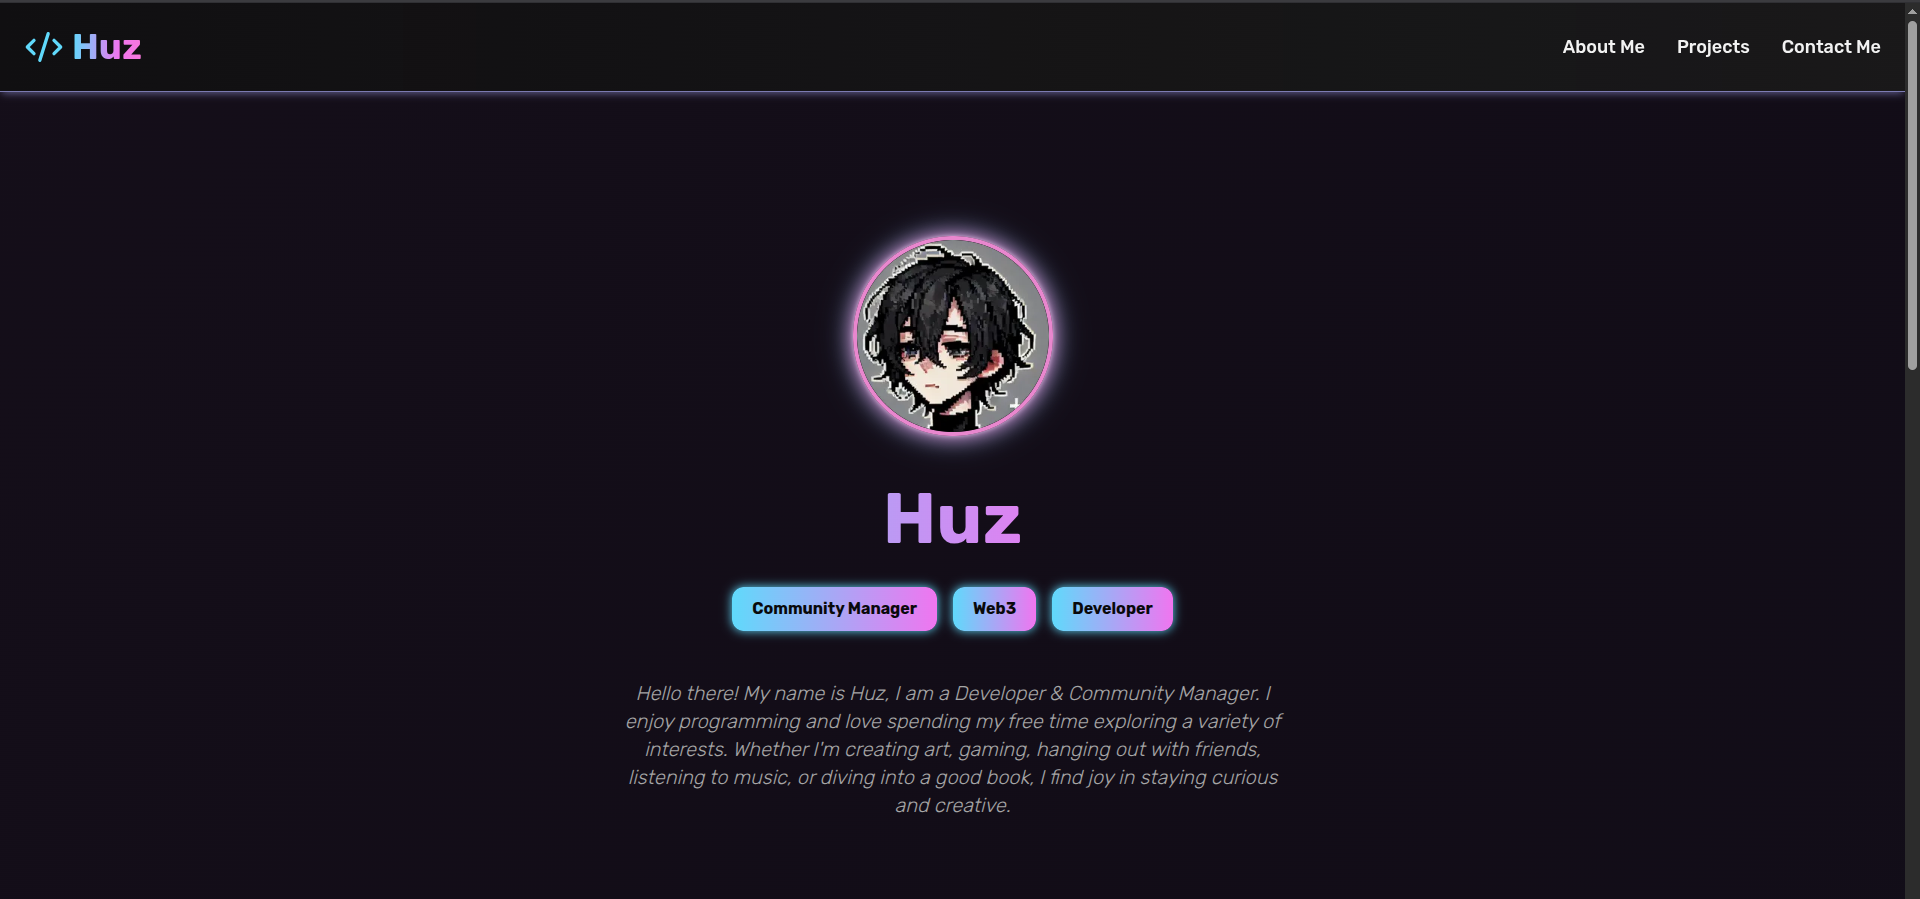 </> Huz
About Me
Projects
Contact Me
Huz
Community Manager
Web3
Developer
Hello there! My name is Huz, I am a Developer & Community Manager. I
enjoy programming and love spending my free time exploring a variety of
interests. Whether I'm creating art, gaming, hanging out with friends,
listening to music, or diving into a good book, I find joy in staying curious
and creative.